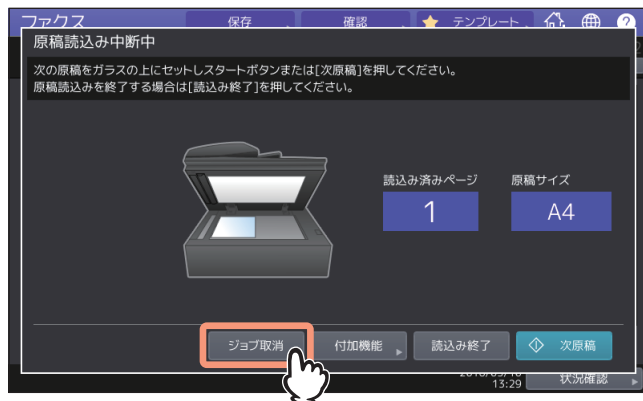 ファクス 保存 確認 テンプレート ?
原稿読込み中断中
次の原稿をガラスの上にセットしスタートボタンまたは[次原稿]を押してください。
原稿読込みを終了する場合は[読込み終了]を押してください。
読込み済みページ 原稿サイズ
1 A4
ジョブ取消 付加機能 読込み終了 次原稿
13:29 状況確認